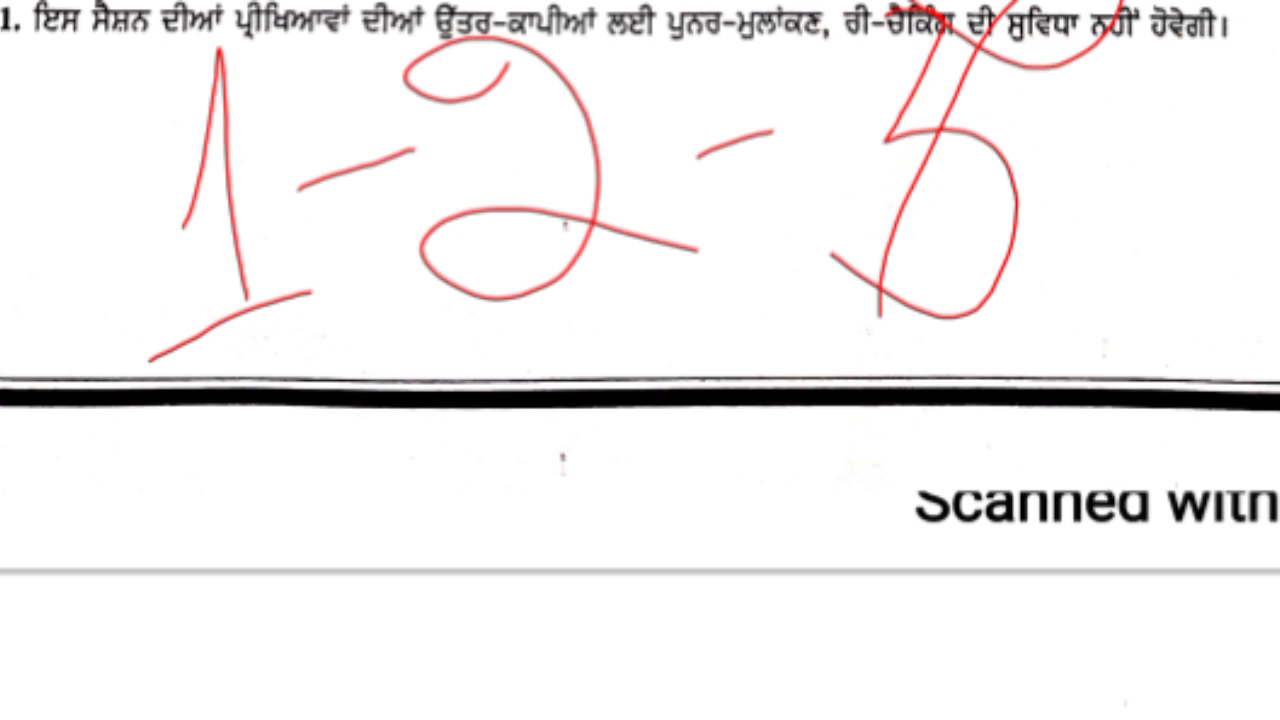 1. ਇਸ ਸੈਸ਼ਨ ਦੀਆਂ ਪ੍ਰੀਖਿਆਵਾਂ ਦੀਆਂ ਉੱਤਰ-ਕਾਪੀਆਂ ਲਈ ਪੁਨਰ-ਮੁਲਾਂਕਣ, ਰੀ-ਚੈਕਿੰਗ ਦੀ ਸੁਵਿਧਾ ਨਹੀਂ ਹੋਵੇਗੀ।
1 - 2 - 5
Scanned with